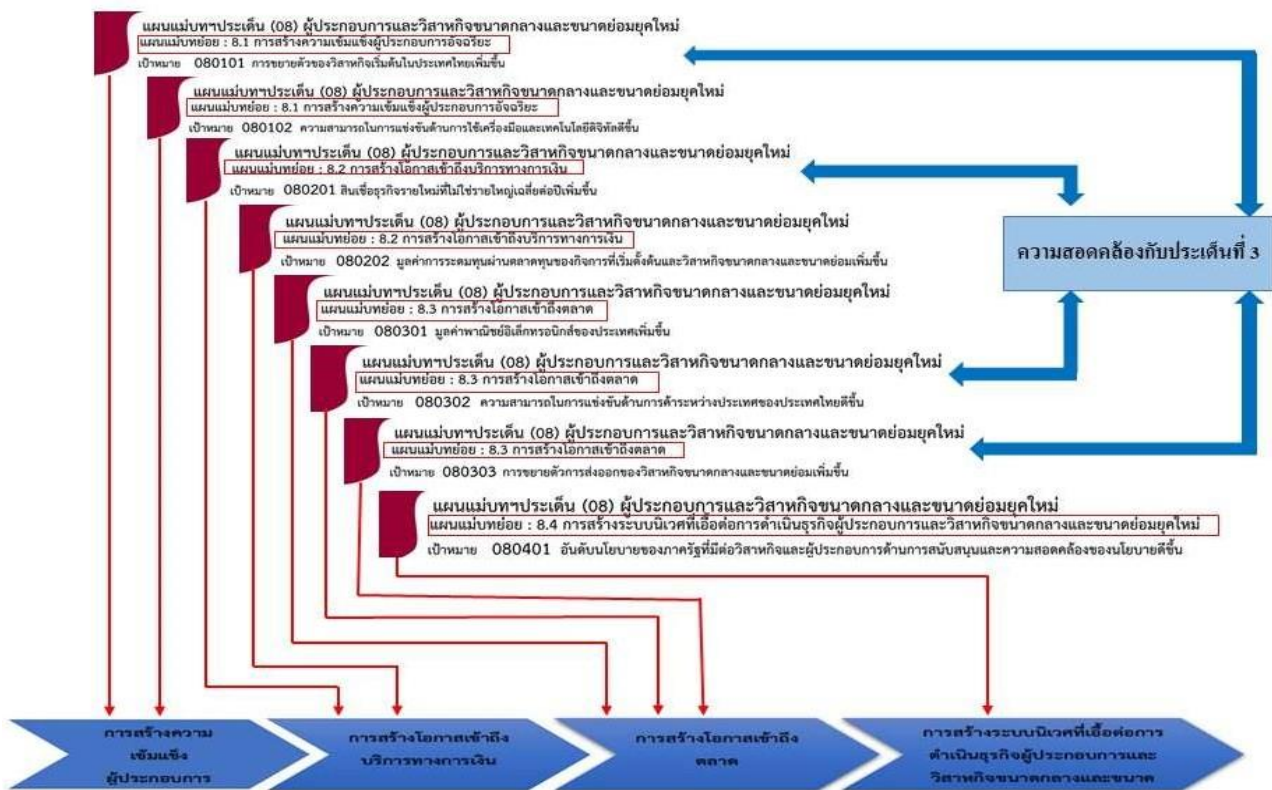 แผนแม่บทฯประเด็น (08) ผู้ประกอบการและวิสาหกิจขนาดกลางและขนาดย่อมยุคใหม่
แผนแม่บทย่อย : 8.1 การสร้างความเข้มแข็งผู้ประกอบการอัจฉริยะ
เป้าหมาย 080101 การขยายตัวของวิสาหกิจเริ่มต้นในประเทศไทยเพิ่มขึ้น
แผนแม่บทฯประเด็น (08) ผู้ประกอบการและวิสาหกิจขนาดกลางและขนาดย่อมยุคใหม่
แผนแม่บทย่อย : 8.1 การสร้างความเข้มแข็งผู้ประกอบการอัจฉริยะ
เป้าหมาย 080102 ความสามารถในการแข่งขันด้านการใช้เครื่องมือและเทคโนโลยีดิจิทัลดีขึ้น
แผนแม่บทฯประเด็น (08) ผู้ประกอบการและวิสาหกิจขนาดกลางและขนาดย่อมยุคใหม่
แผนแม่บทย่อย : 8.2 การสร้างโอกาสเข้าถึงบริการทางการเงิน
เป้าหมาย 080201 สินเชื่อธุรกิจรายใหม่ที่ไม่ใช่รายใหญ่เฉลี่ยต่อปีเพิ่มขึ้น
แผนแม่บทฯประเด็น (08) ผู้ประกอบการและวิสาหกิจขนาดกลางและขนาดย่อมยุคใหม่
แผนแม่บทย่อย : 8.2 การสร้างโอกาสเข้าถึงบริการทางการเงิน
เป้าหมาย 080202 มูลค่าการระดมทุนผ่านตลาดทุนของกิจการที่เริ่มตั้งต้นและวิสาหกิจขนาดกลางและขนาดย่อมเพิ่มขึ้น
ความสอดคล้องกับประเด็นที่ 3
แผนแม่บทฯประเด็น (08) ผู้ประกอบการและวิสาหกิจขนาดกลางและขนาดย่อมยุคใหม่
แผนแม่บทย่อย : 8.3 การสร้างโอกาสเข้าถึงตลาด
เป้าหมาย 080301 มูลค่าพาณิชย์อิเล็กทรอนิกส์ของประเทศเพิ่มขึ้น
แผนแม่บทฯประเด็น (08) ผู้ประกอบการและวิสาหกิจขนาดกลางและขนาดย่อมยุคใหม่
แผนแม่บทย่อย : 8.3 การสร้างโอกาสเข้าถึงตลาด
เป้าหมาย 080302 ความสามารถในการแข่งขันด้านการค้าระหว่างประเทศของประเทศไทยดีขึ้น
แผนแม่บทฯประเด็น (08) ผู้ประกอบการและวิสาหกิจขนาดกลางและขนาดย่อมยุคใหม่
แผนแม่บทย่อย : 8.3 การสร้างโอกาสเข้าถึงตลาด
เป้าหมาย 080303 การขยายตัวการส่งออกของวิสาหกิจขนาดกลางและขนาดย่อมเพิ่มขึ้น
แผนแม่บทฯประเด็น (08) ผู้ประกอบการและวิสาหกิจขนาดกลางและขนาดย่อมยุคใหม่
แผนแม่บทย่อย : 8.4 การสร้างระบบนิเวศที่เอื้อต่อการดำเนินธุรกิจผู้ประกอบการและวิสาหกิจขนาดกลางและขนาดย่อมยุคใหม่
เป้าหมาย 080401 อันดับนโยบายของภาครัฐที่มีต่อวิสาหกิจและผู้ประกอบการด้านการสนับสนุนและความสอดคล้องของนโยบายดีขึ้น
การสร้างความ
เข้มแข็ง
ผู้ประกอบการ
การสร้างโอกาสเข้าถึง
บริการทางการเงิน
การสร้างโอกาสเข้าถึง
ตลาด
การสร้างระบบนิเวศที่เอื้อต่อการ
ดำเนินธุรกิจผู้ประกอบการและ
วิสาหกิจขนาดกลางและขนาด